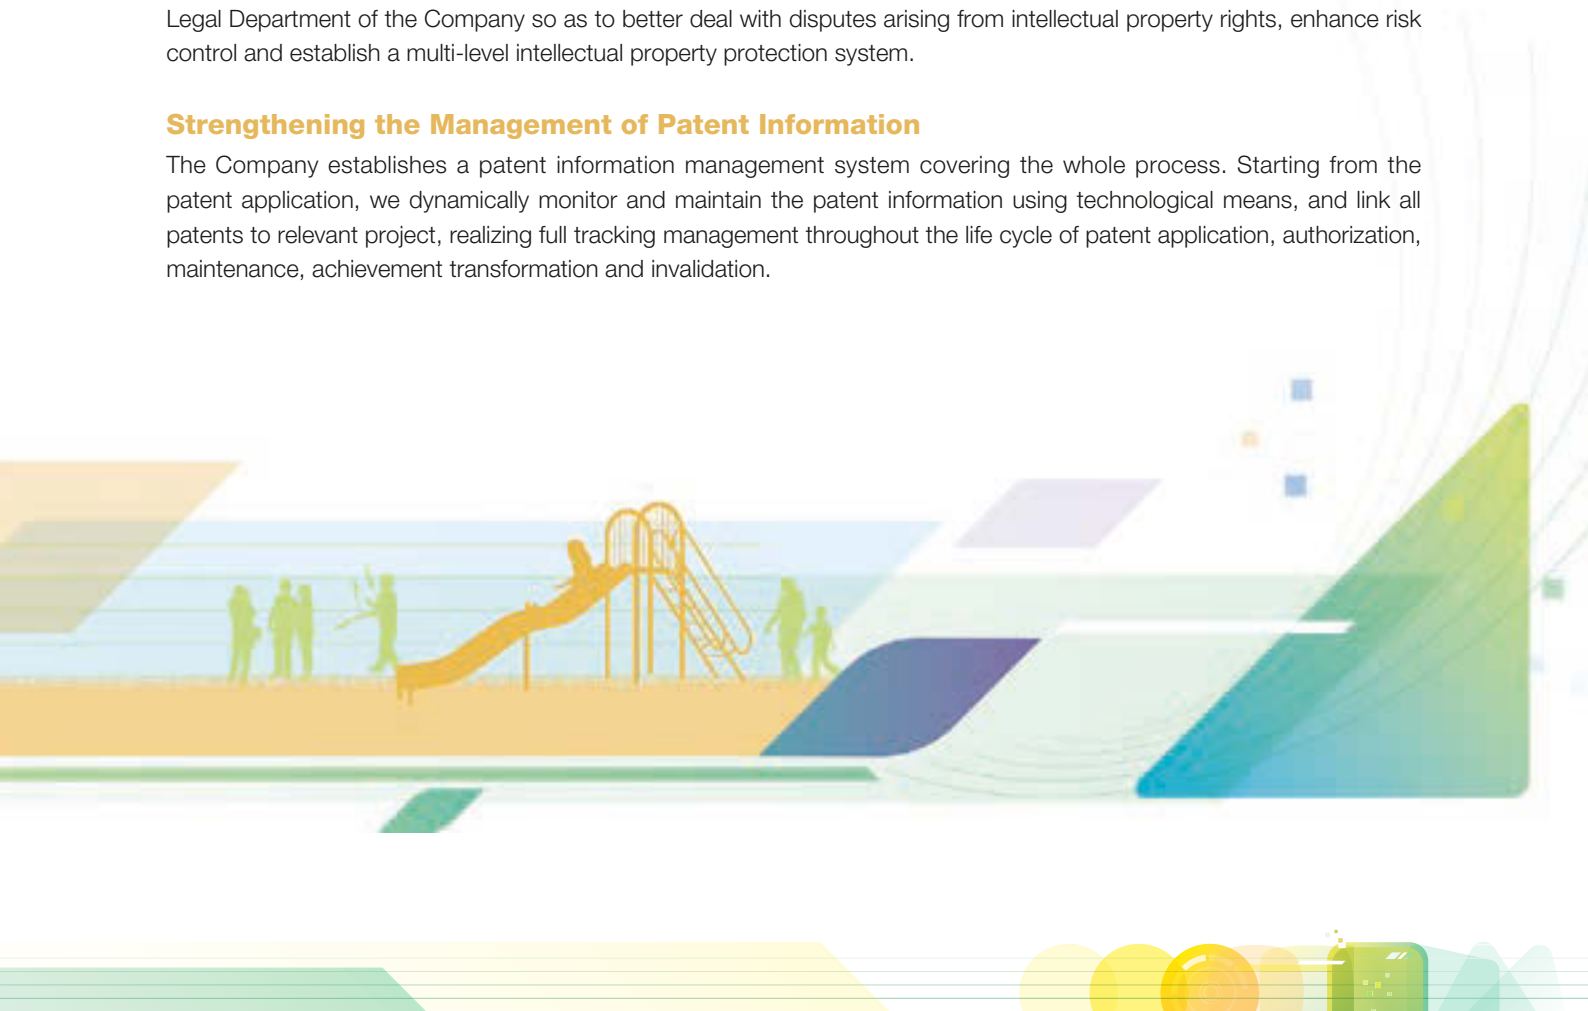 Legal Department of the Company so as to better deal with disputes arising from intellectual property rights, enhance risk
control and establish a multi-level intellectual property protection system.
Strengthening the Management of Patent Information
The Company establishes a patent information management system covering the whole process. Starting from the
patent application, we dynamically monitor and maintain the patent information using technological means, and link all
patents to relevant project, realizing full tracking management throughout the life cycle of patent application, authorization,
maintenance, achievement transformation and invalidation.